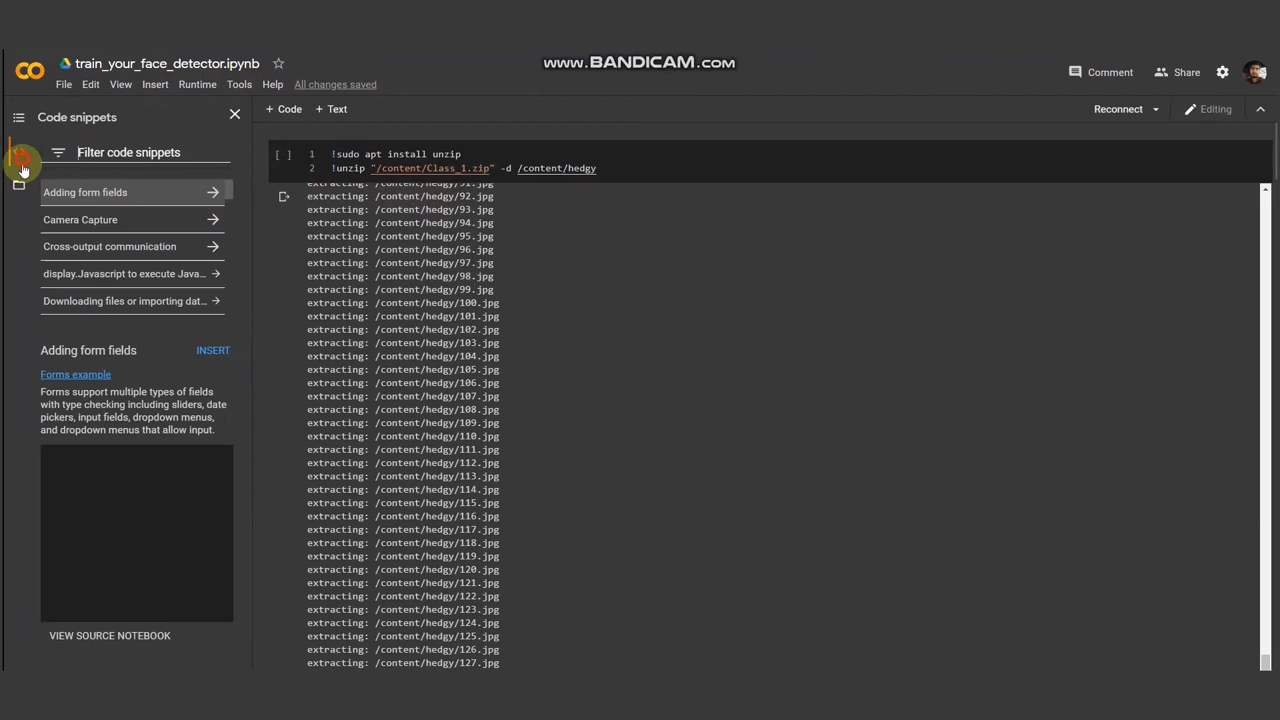 www.BANDICAM.com
train_your_face_detector.ipynb
File Edit View Insert Runtime Tools Help All changes saved
Comment Share
Code snippets
+ Code + Text
Reconnect Editing
Filter code snippets
Adding form fields
Camera Capture
Cross-output communication
display.Javascript to execute Java...
Downloading files or importing dat...
Adding form fields INSERT
Forms example
Forms support multiple types of fields
with type checking including sliders, date
pickers, input fields, dropdown menus,
and dropdown menus that allow input.
VIEW SOURCE NOTEBOOK
[ ] 1 !sudo apt install unzip
2 !unzip "/content/Class_1.zip" -d /content/hedgy
extracting: /content/hedgy/92.jpg
extracting: /content/hedgy/93.jpg
extracting: /content/hedgy/94.jpg
extracting: /content/hedgy/95.jpg
extracting: /content/hedgy/96.jpg
extracting: /content/hedgy/97.jpg
extracting: /content/hedgy/98.jpg
extracting: /content/hedgy/99.jpg
extracting: /content/hedgy/100.jpg
extracting: /content/hedgy/101.jpg
extracting: /content/hedgy/102.jpg
extracting: /content/hedgy/103.jpg
extracting: /content/hedgy/104.jpg
extracting: /content/hedgy/105.jpg
extracting: /content/hedgy/106.jpg
extracting: /content/hedgy/107.jpg
extracting: /content/hedgy/108.jpg
extracting: /content/hedgy/109.jpg
extracting: /content/hedgy/110.jpg
extracting: /content/hedgy/111.jpg
extracting: /content/hedgy/112.jpg
extracting: /content/hedgy/113.jpg
extracting: /content/hedgy/114.jpg
extracting: /content/hedgy/115.jpg
extracting: /content/hedgy/116.jpg
extracting: /content/hedgy/117.jpg
extracting: /content/hedgy/118.jpg
extracting: /content/hedgy/119.jpg
extracting: /content/hedgy/120.jpg
extracting: /content/hedgy/121.jpg
extracting: /content/hedgy/122.jpg
extracting: /content/hedgy/123.jpg
extracting: /content/hedgy/124.jpg
extracting: /content/hedgy/125.jpg
extracting: /content/hedgy/126.jpg
extracting: /content/hedgy/127.jpg